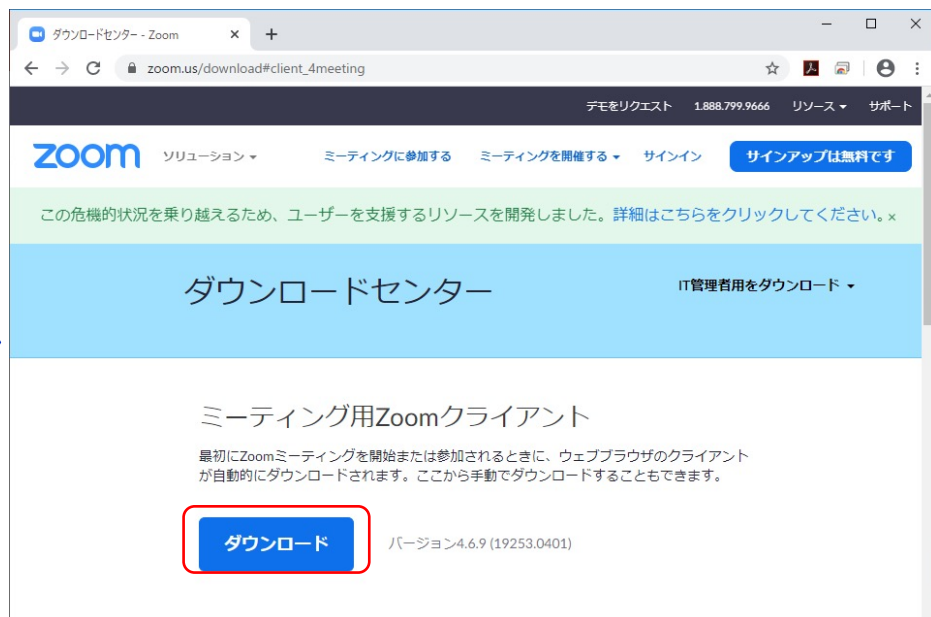 ダウンロードセンター - Zoom
zoom.us/download#client_4meeting
デモをリクエスト 1.888.799.9666 リソース サポート
zoom ソリューション ミーティングに参加する ミーティングを開催する サインイン サインアップは無料です
この危機的状況を乗り越えるため、ユーザーを支援するリソースを開発しました。詳細はこちらをクリックしてください。×
ダウンロードセンター IT管理者用をダウンロード
ミーティング用Zoomクライアント
最初にZoomミーティングを開始または参加されるときに、ウェブブラウザのクライアント
が自動的にダウンロードされます。ここから手動でダウンロードすることもできます。
ダウンロード バージョン4.6.9 (19253.0401)